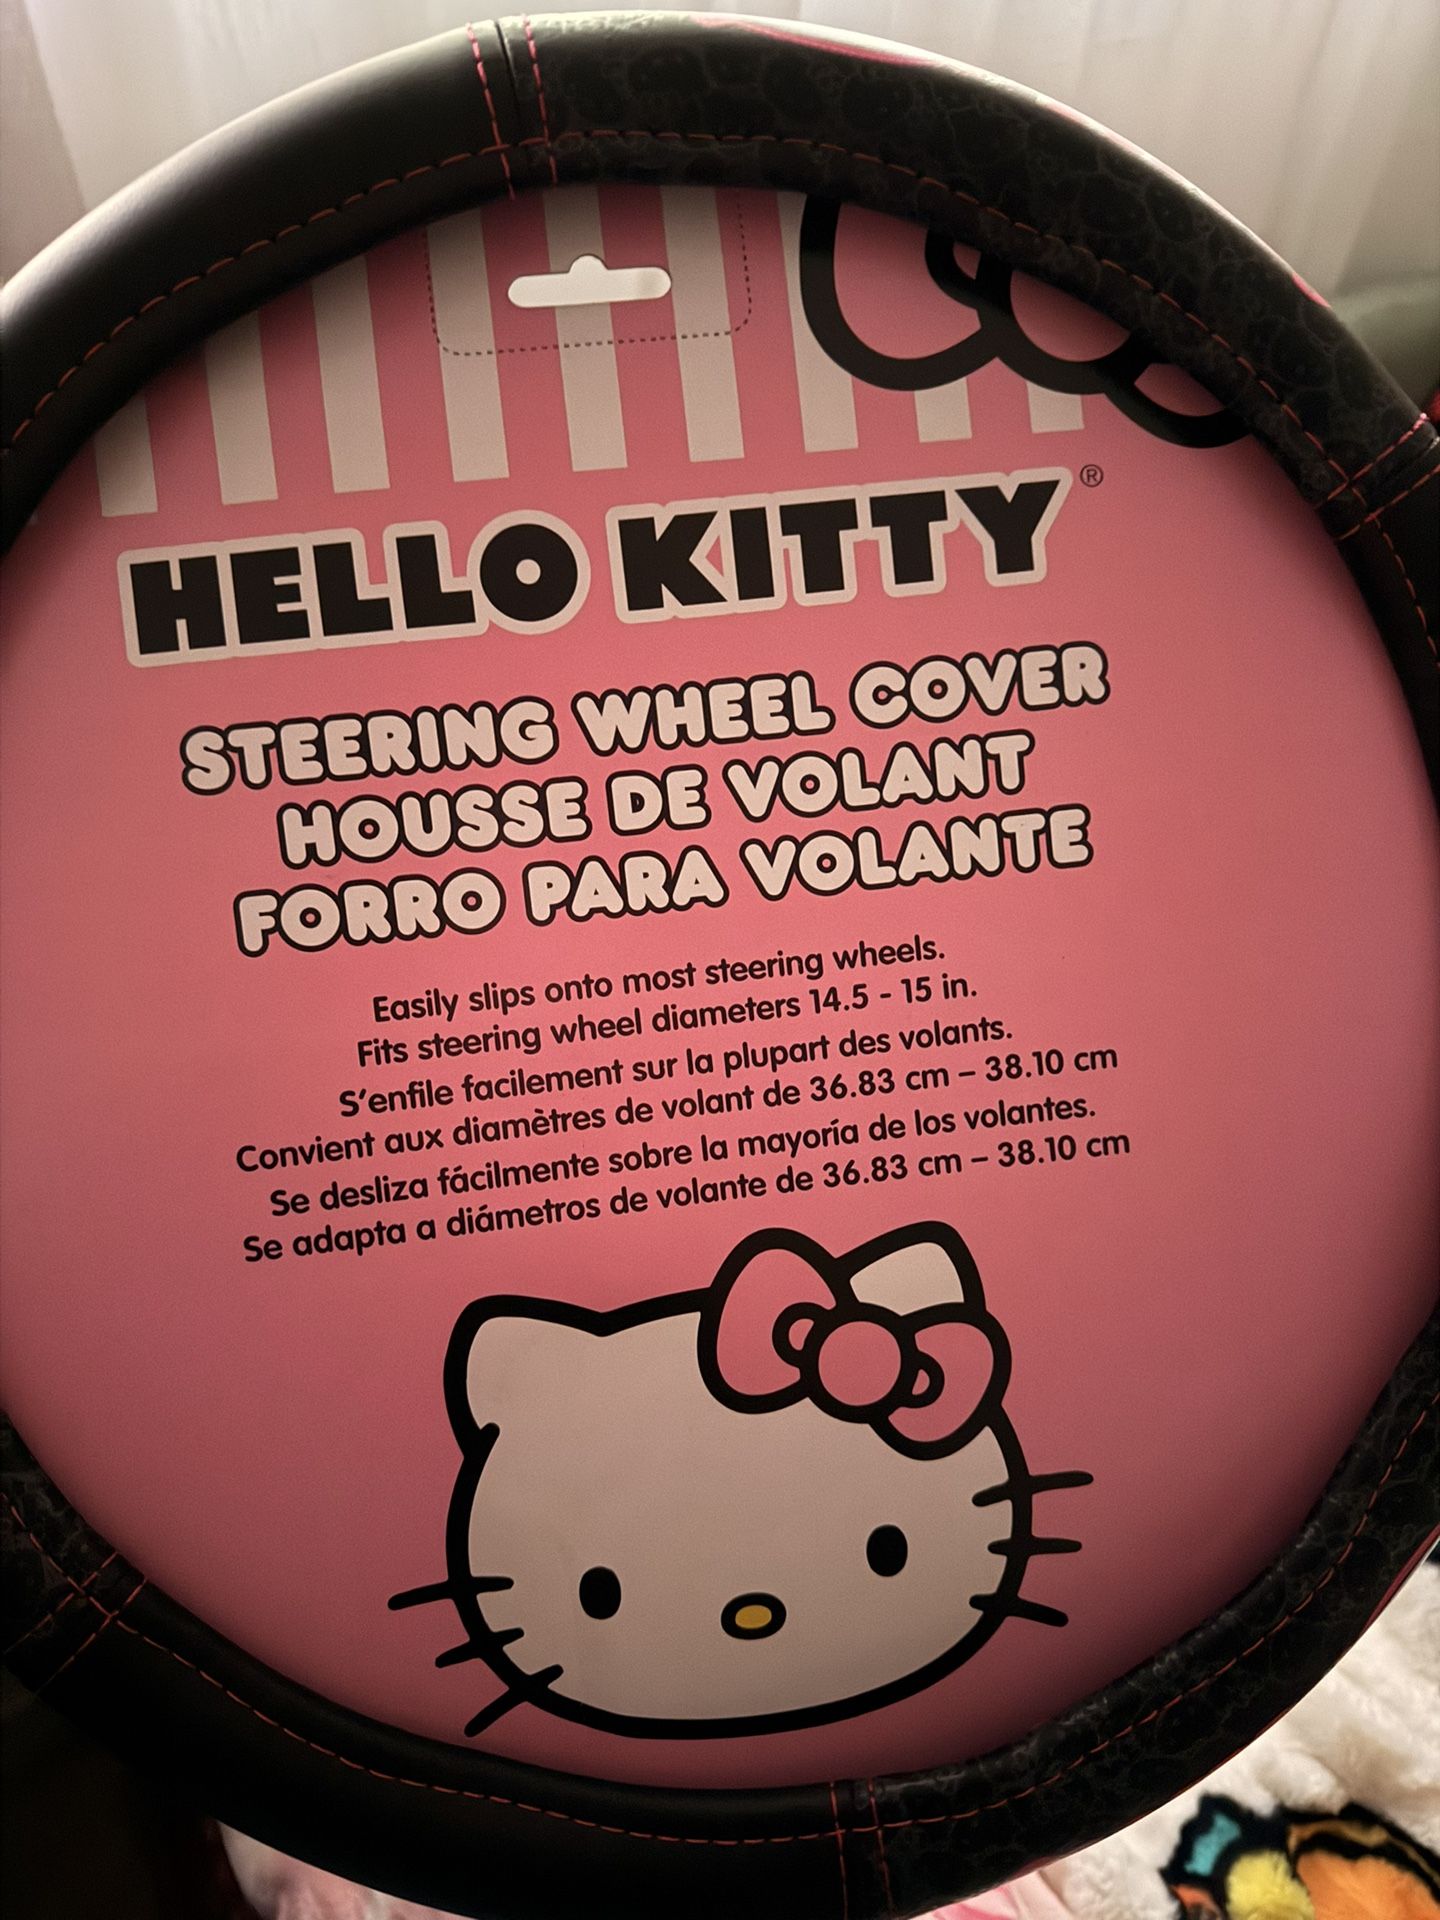 HELLO KITTY®
STEERING WHEEL COVER
HOUSSE DE VOLANT
FORRO PARA VOLANTE
Easily slips onto most steering wheels.
Fits steering wheel diameters 14.5 - 15 in.
S'enfile facilement sur la plupart des volants.
Convient aux diamètres de volant de 36.83 cm – 38.10 cm
Se desliza fácilmente sobre la mayoría de los volantes.
Se adapta a diámetros de volante de 36.83 cm – 38.10 cm